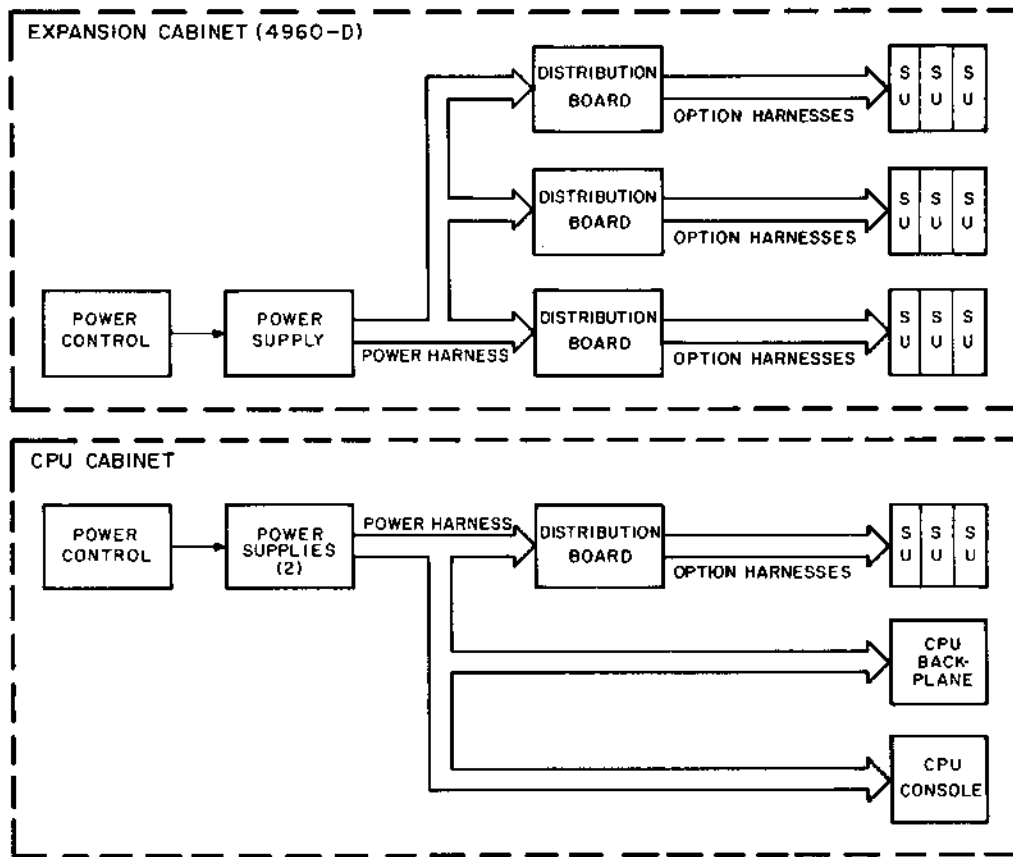 EXPANSION CABINET (4960-D)
DISTRIBUTION
BOARD
OPTION HARNESSES
S S S
U U U
DISTRIBUTION
BOARD
OPTION HARNESSES
S S S
U U U
POWER
CONTROL
POWER
SUPPLY
POWER HARNESS
DISTRIBUTION
BOARD
OPTION HARNESSES
S S S
U U U
CPU CABINET
POWER
CONTROL
POWER
SUPPLIES
(2)
POWER HARNESS
DISTRIBUTION
BOARD
OPTION HARNESSES
S S S
U U U
CPU
BACK-
PLANE
CPU
CONSOLE